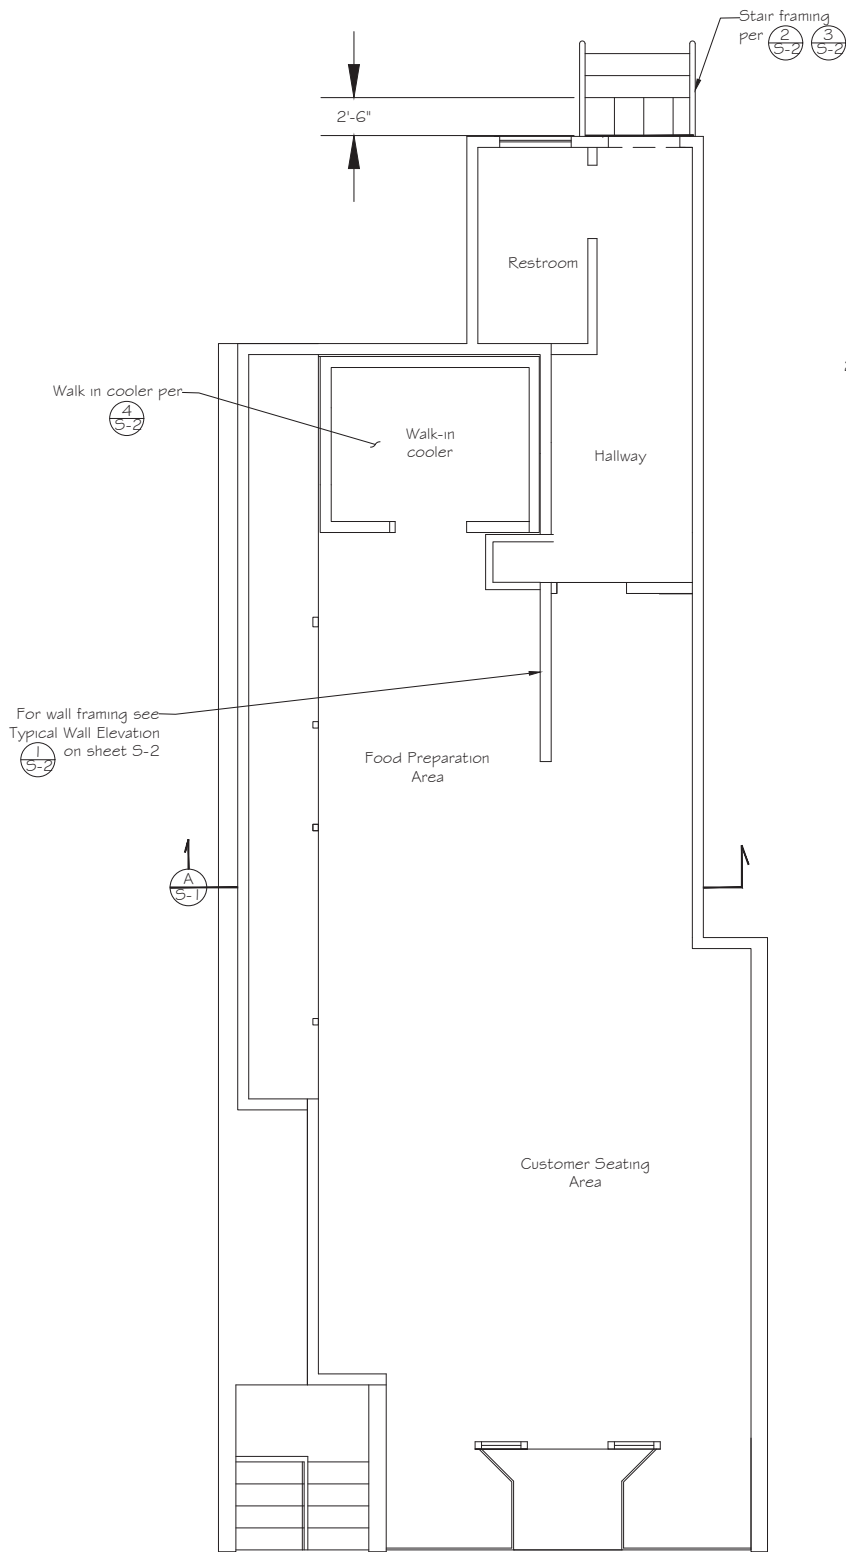 Stair framing
per 2 S-2 3 S-2
2'-6"
Restroom
Walk in cooler per
4
S-2
Walk-in
cooler
Hallway
For wall framing see
Typical Wall Elevation
1 S-2 on sheet S-2
Food Preparation
Area
A
S-1
Customer Seating
Area